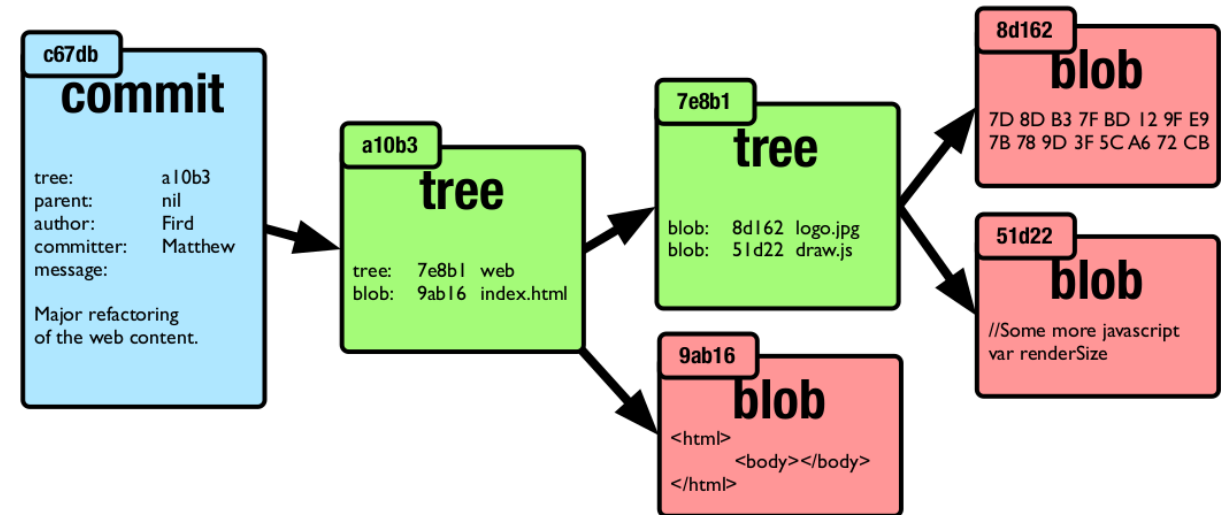 c67db
commit
tree: a10b3
parent: nil
author: Fird
committer: Matthew
message:
Major refactoring
of the web content.
a10b3
tree
tree: 7e8b1 web
blob: 9ab16 index.html
7e8b1
tree
blob: 8d162 logo.jpg
blob: 51d22 draw.js
9ab16
blob
<html>
<body></body>
</html>
8d162
blob
7D 8D B3 7F BD 12 9F E9
7B 78 9D 3F 5C A6 72 CB
51d22
blob
//Some more javascript
var renderSize